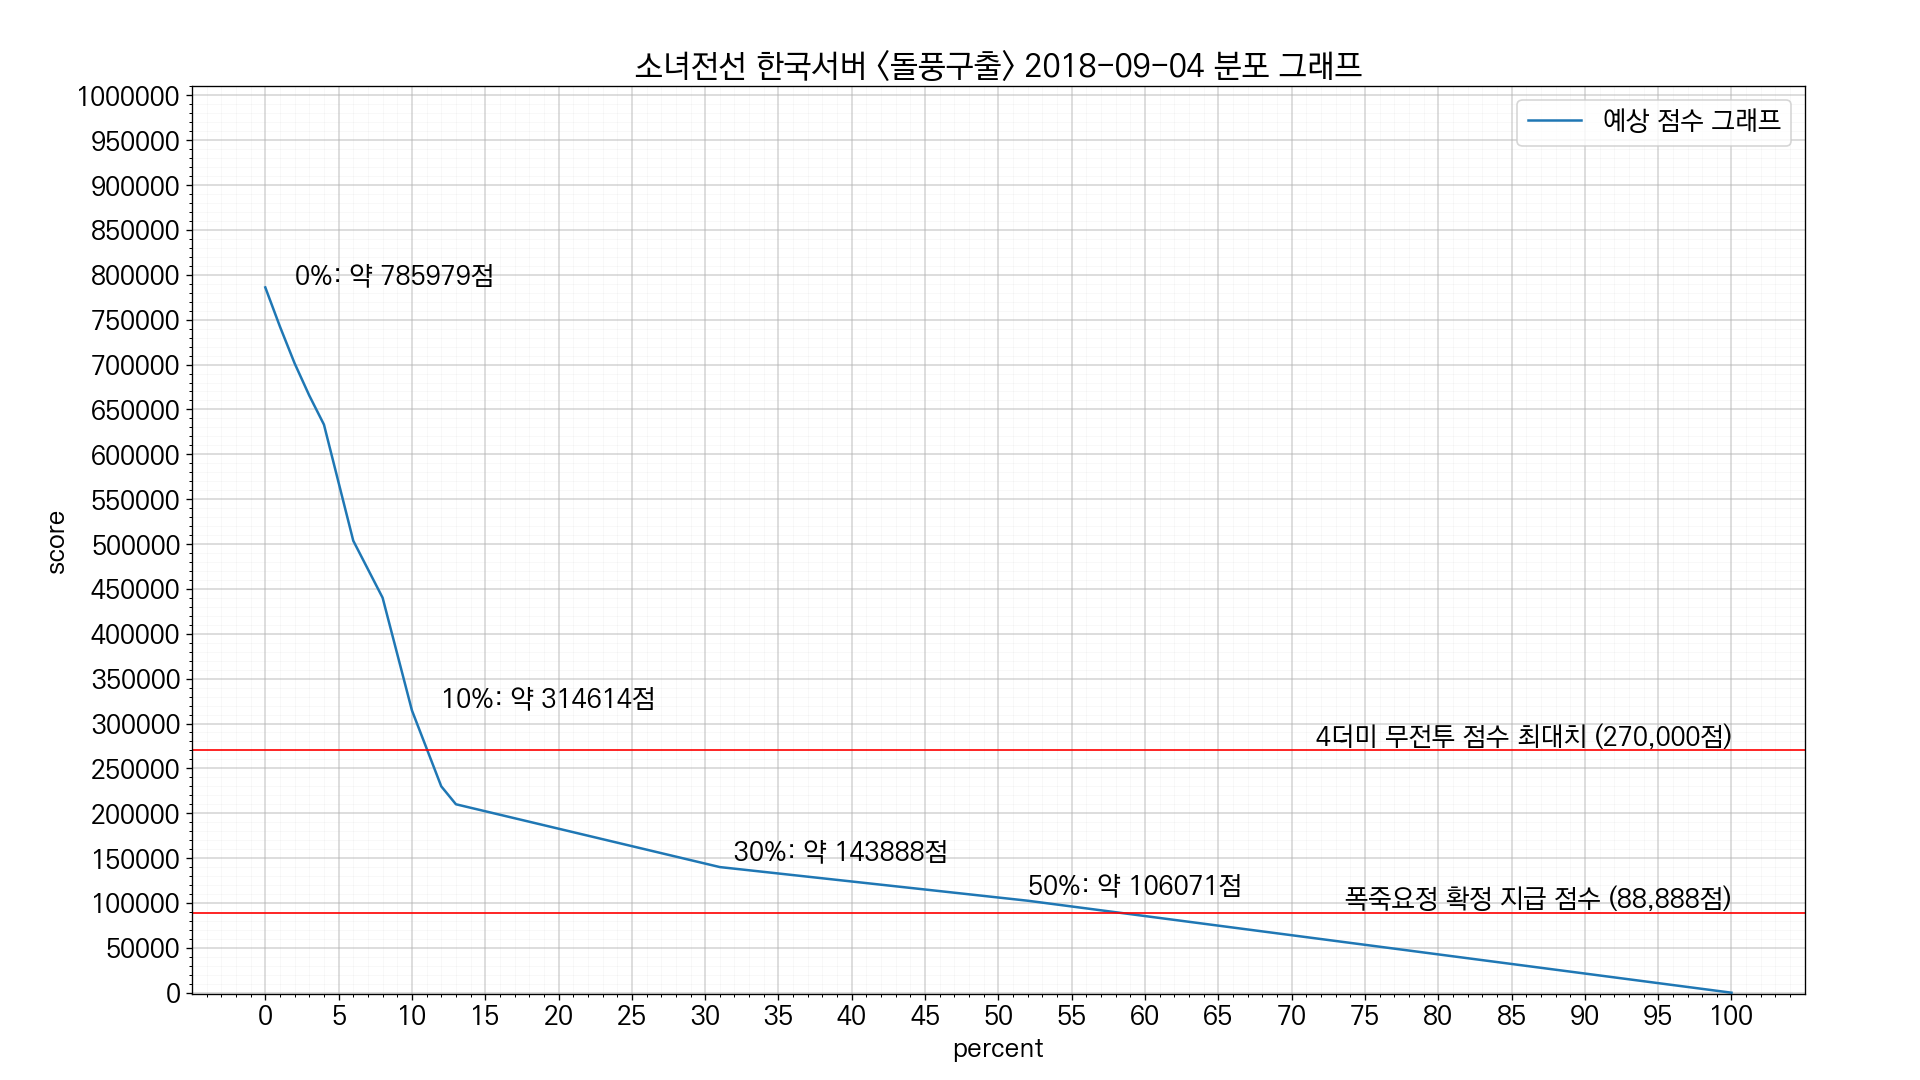 소녀전선 한국서버 〈돌풍구출〉 2018-09-04 분포 그래프
예상 점수 그래프
1000000
950000
900000
850000
800000
750000
700000
650000
600000
550000
500000
450000
400000
350000
300000
250000
200000
150000
100000
50000
0
score
0%: 약 785979점
10%: 약 314614점
4더미 무전투 점수 최대치 (270,000점)
30%: 약 143888점
50%: 약 106071점
폭죽요정 확정 지급 점수 (88,888점)
0 5 10 15 20 25 30 35 40 45 50 55 60 65 70 75 80 85 90 95 100
percent